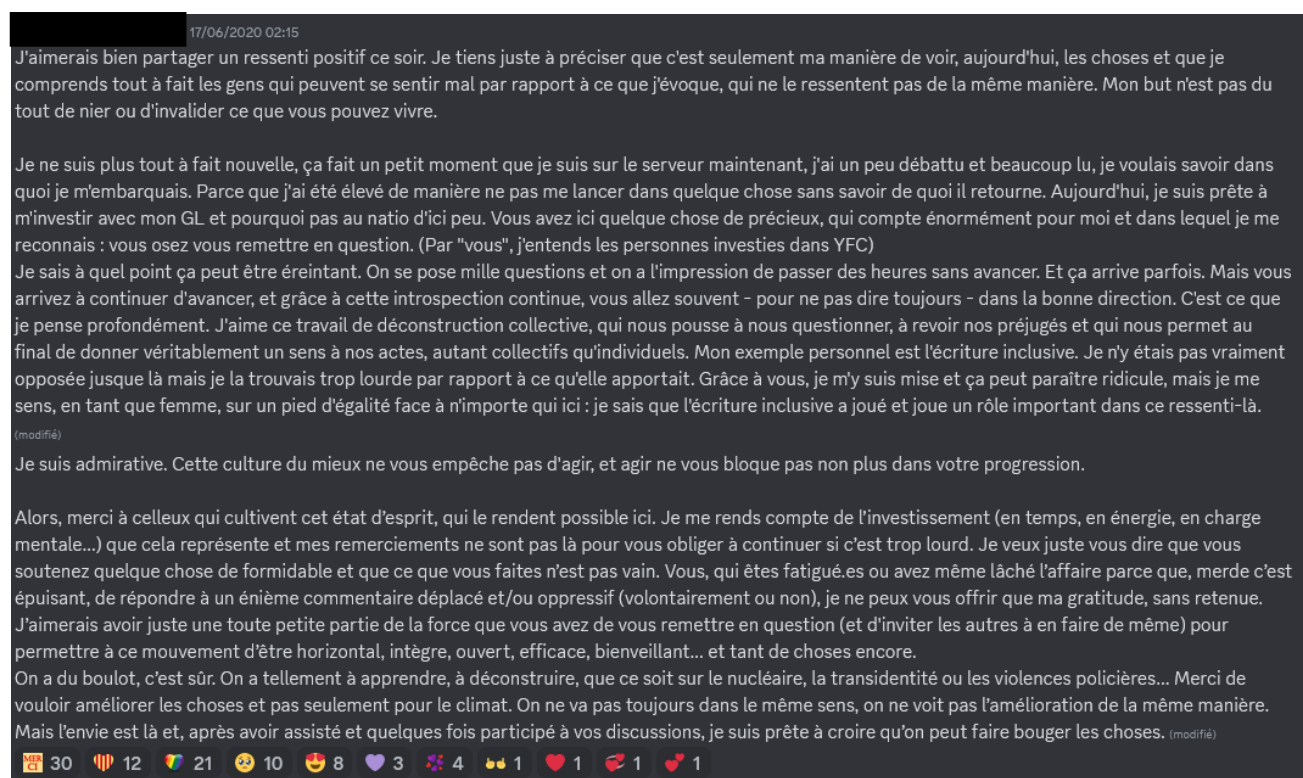 17/06/2020 02:15
J'aimerais bien partager un ressenti positif ce soir. Je tiens juste à préciser que c'est seulement ma manière de voir, aujourd'hui, les choses et que je
comprends tout à fait les gens qui peuvent se sentir mal par rapport à ce que j'évoque, qui ne le ressentent pas de la même manière. Mon but n'est pas du
tout de nier ou d'invalider ce que vous pouvez vivre.
Je ne suis plus tout à fait nouvelle, ça fait un petit moment que je suis sur le serveur maintenant, j'ai un peu débattu et beaucoup lu, je voulais savoir dans
quoi je m'embarquais. Parce que j'ai été élevé de manière ne pas me lancer dans quelque chose sans savoir de quoi il retourne. Aujourd'hui, je suis prête à
m'investir avec mon GL et pourquoi pas au natio d'ici peu. Vous avez ici quelque chose de précieux, qui compte énormément pour moi et dans lequel je me
reconnais : vous osez vous remettre en question. (Par "vous", j'entends les personnes investies dans YFC)
Je sais à quel point ça peut être éreintant. On se pose mille questions et on a l'impression de passer des heures sans avancer. Et ça arrive parfois. Mais vous
arrivez à continuer d'avancer, et grâce à cette introspection continue, vous allez souvent - pour ne pas dire toujours - dans la bonne direction. C'est ce que
je pense profondément. J'aime ce travail de déconstruction collective, qui nous pousse à nous questionner, à revoir nos préjugés et qui nous permet au
final de donner véritablement un sens à nos actes, autant collectifs qu'individuels. Mon exemple personnel est l'écriture inclusive. Je n'y étais pas vraiment
opposée jusque là mais je la trouvais trop lourde par rapport à ce qu'elle apportait. Grâce à vous, je m'y suis mise et ça peut paraître ridicule, mais je me
sens, en tant que femme, sur un pied d'égalité face à n'importe qui ici : je sais que l'écriture inclusive a joué et joue un rôle important dans ce ressenti-là.
(modifié)
Je suis admirative. Cette culture du mieux ne vous empêche pas d'agir, et agir ne vous bloque pas non plus dans votre progression.
Alors, merci à celleux qui cultivent cet état d’esprit, qui le rendent possible ici. Je me rends compte de l’investissement (en temps, en énergie, en charge
mentale...) que cela représente et mes remerciements ne sont pas là pour vous obliger à continuer si c’est trop lourd. Je veux juste vous dire que vous
soutenez quelque chose de formidable et que ce que vous faites n’est pas vain. Vous, qui êtes fatigué.es ou avez même lâché l’affaire parce que, merde c’est
épuisant, de répondre à un énième commentaire déplacé et/ou oppressif (volontairement ou non), je ne peux vous offrir que ma gratitude, sans retenue.
J’aimerais avoir juste une toute petite partie de la force que vous avez de vous remettre en question (et d'inviter les autres à en faire de même) pour
permettre à ce mouvement d’être horizontal, intègre, ouvert, efficace, bienveillant... et tant de choses encore.
On a du boulot, c’est sûr. On a tellement à apprendre, à déconstruire, que ce soit sur le nucléaire, la transidentité ou les violences policières... Merci de
vouloir améliorer les choses et pas seulement pour le climat. On ne va pas toujours dans le même sens, on ne voit pas l’amélioration de la même manière.
Mais l’envie est là et, après avoir assisté et quelques fois participé à vos discussions, je suis prête à croire qu’on peut faire bouger les choses. (modifié)
MERCI 30 12 21 10 8 3 4 1 1 1 1